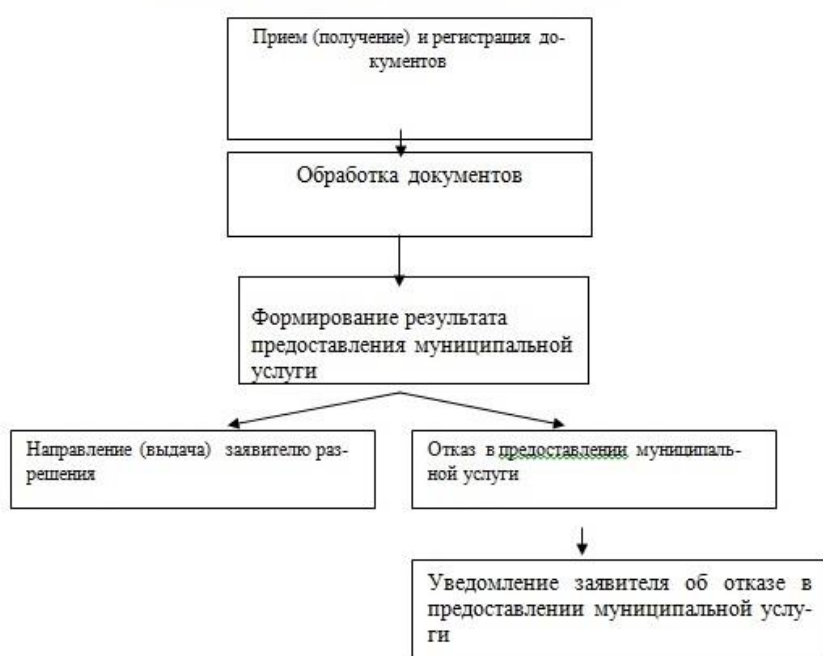 Прием (получение) и регистрация до-
кументов
Обработка документов
Формирование результата
предоставления муниципальной
услуги
Направление (выдача) заявителю раз-
решения
Отказ в предоставлении муниципаль-
ной услуги
Уведомление заявителя об отказе в
предоставлении муниципальной услу-
ги